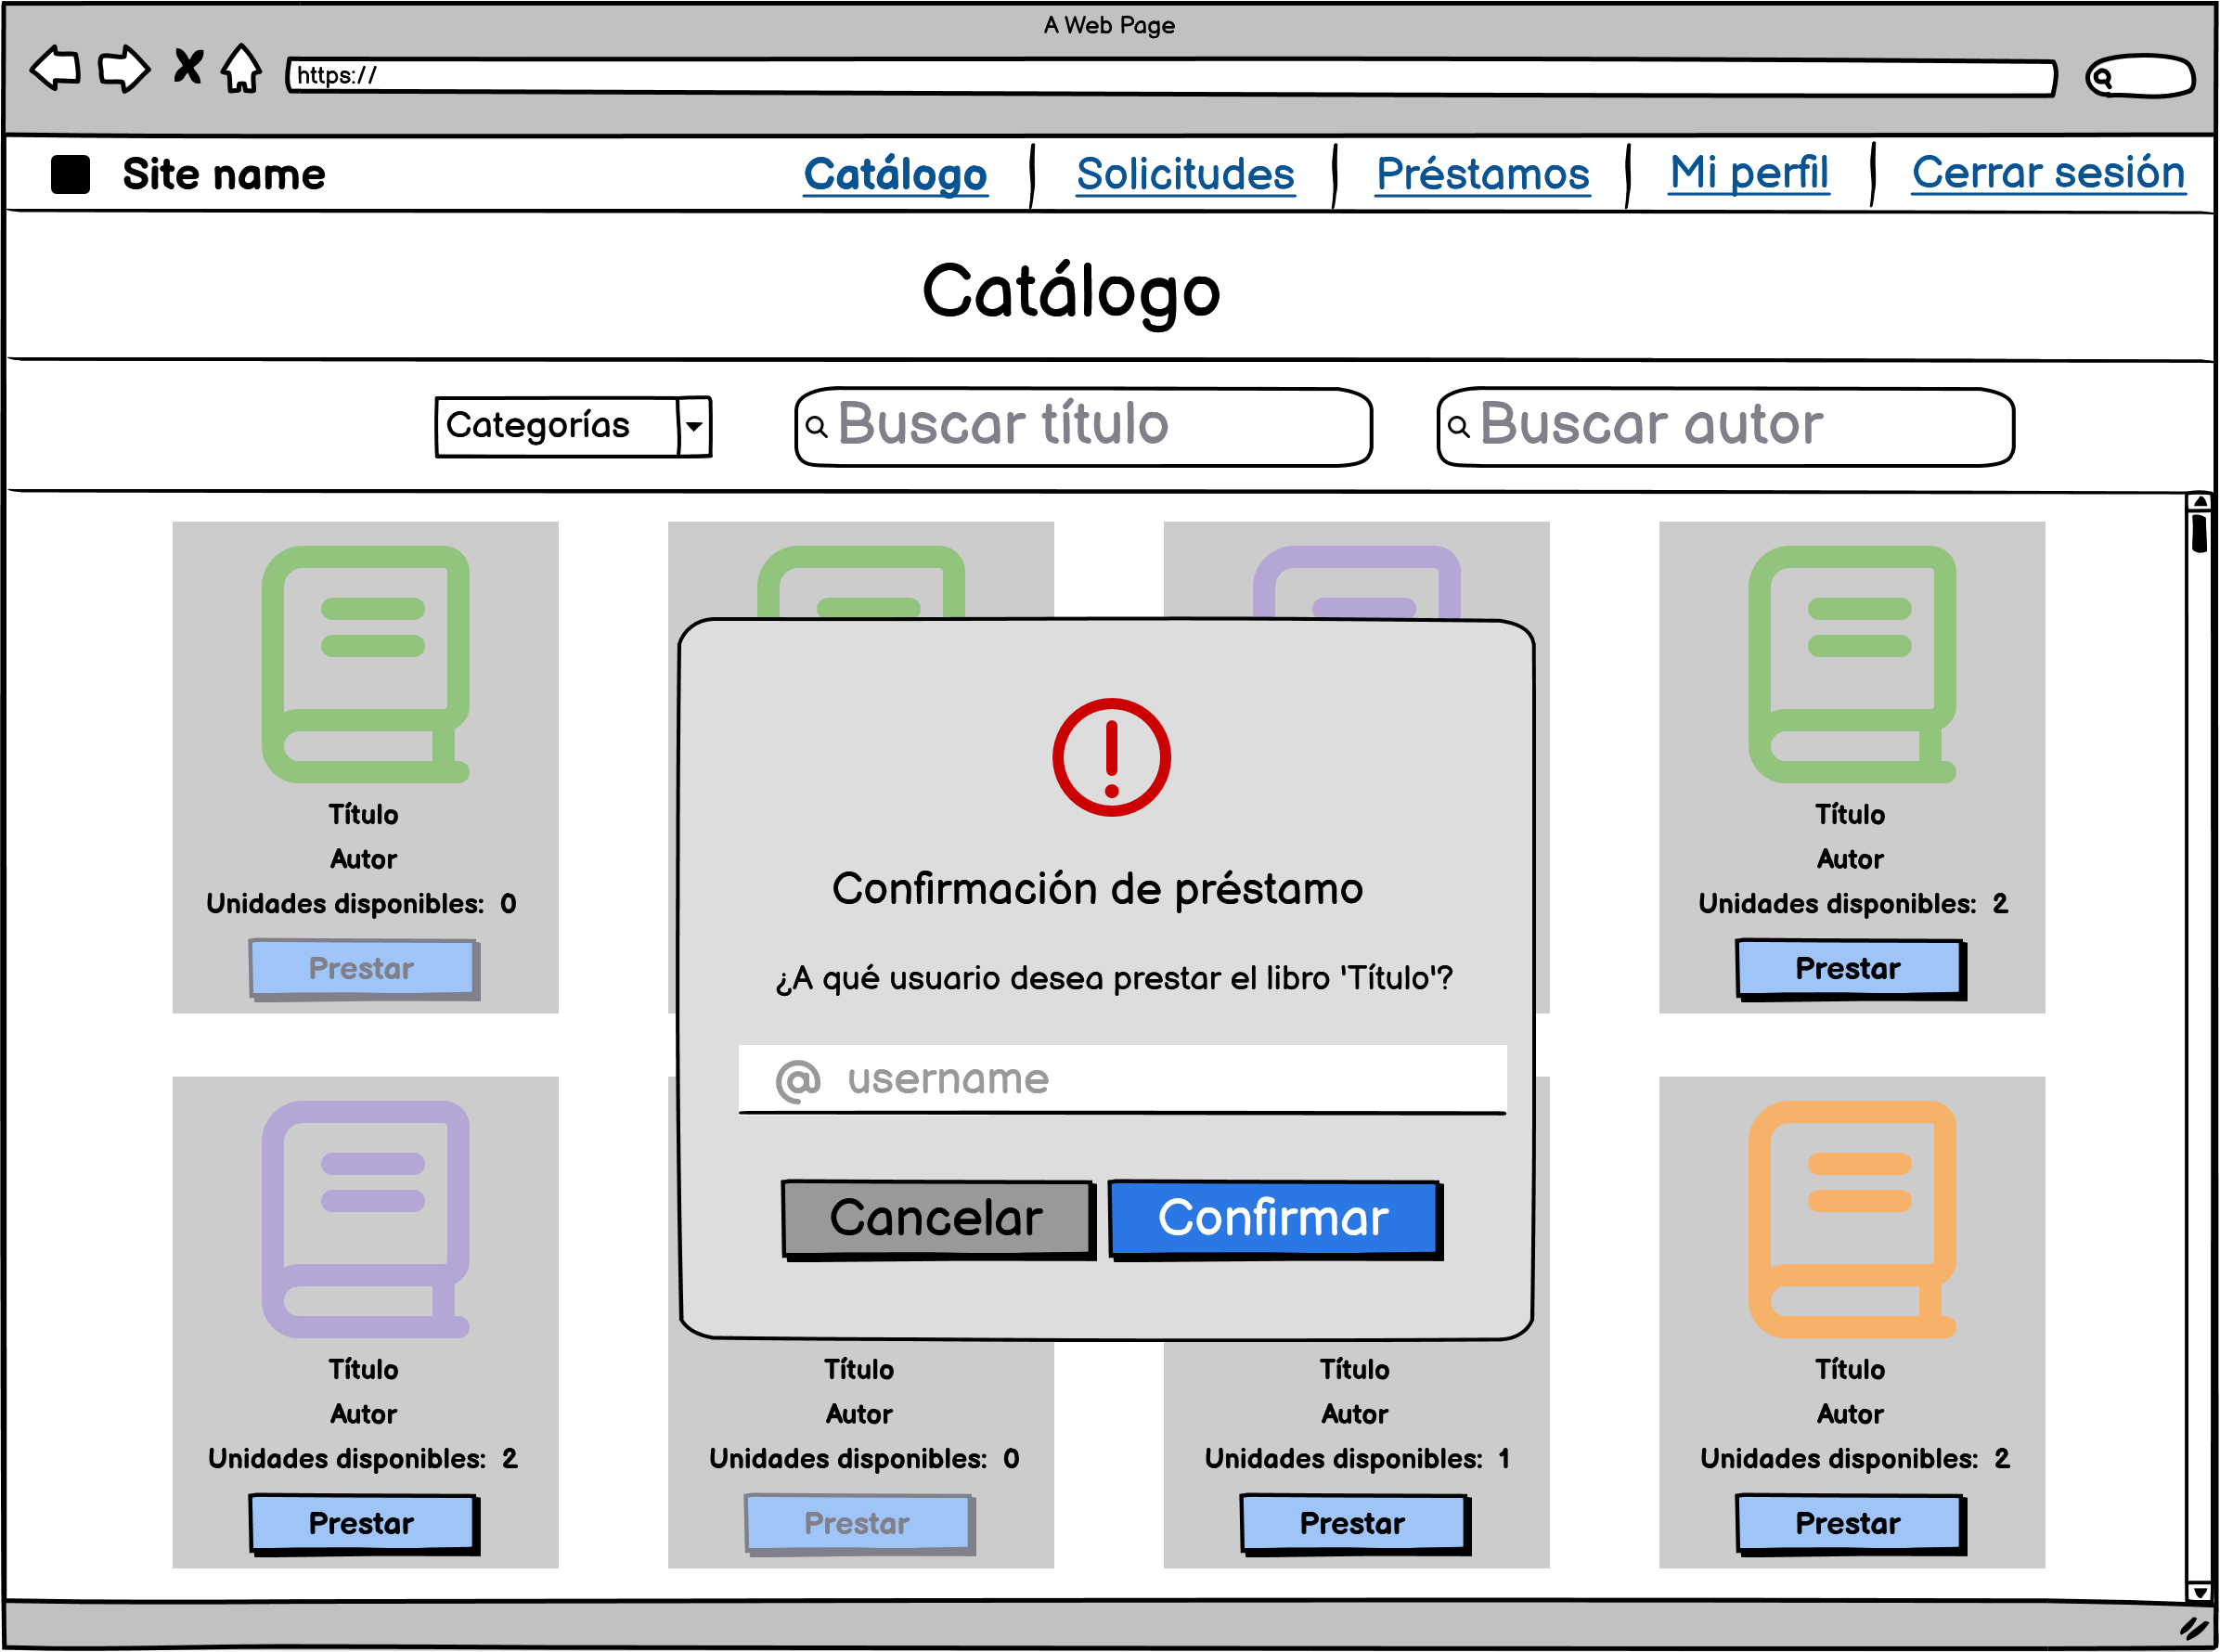 A Web Page
https://
Site name
Catálogo
Solicitudes
Préstamos
Mi perfil
Cerrar sesión
Catálogo
Categorías
Buscar título
Buscar autor
Título
Autor
Unidades disponibles: 0
Prestar
Confirmación de préstamo
¿A qué usuario desea prestar el libro 'Título'?
@ username
Cancelar
Confirmar
Título
Autor
Unidades disponibles: 2
Prestar
Título
Autor
Unidades disponibles: 2
Prestar
Título
Autor
Unidades disponibles: 0
Prestar
Título
Autor
Unidades disponibles: 1
Prestar
Título
Autor
Unidades disponibles: 2
Prestar